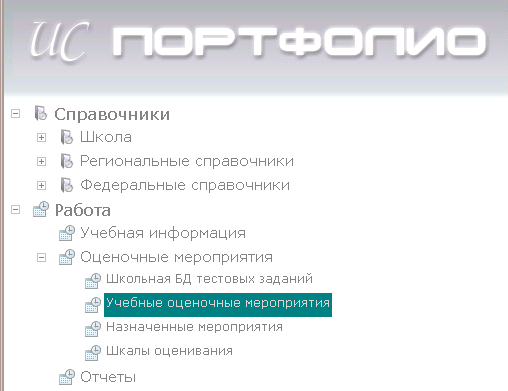 ИС ПОРТФОЛИО
Справочники
Школа
Региональные справочники
Федеральные справочники
Работа
Учебная информация
Оценочные мероприятия
Школьная БД тестовых заданий
Учебные оценочные мероприятия
Назначенные мероприятия
Шкалы оценивания
Отчеты